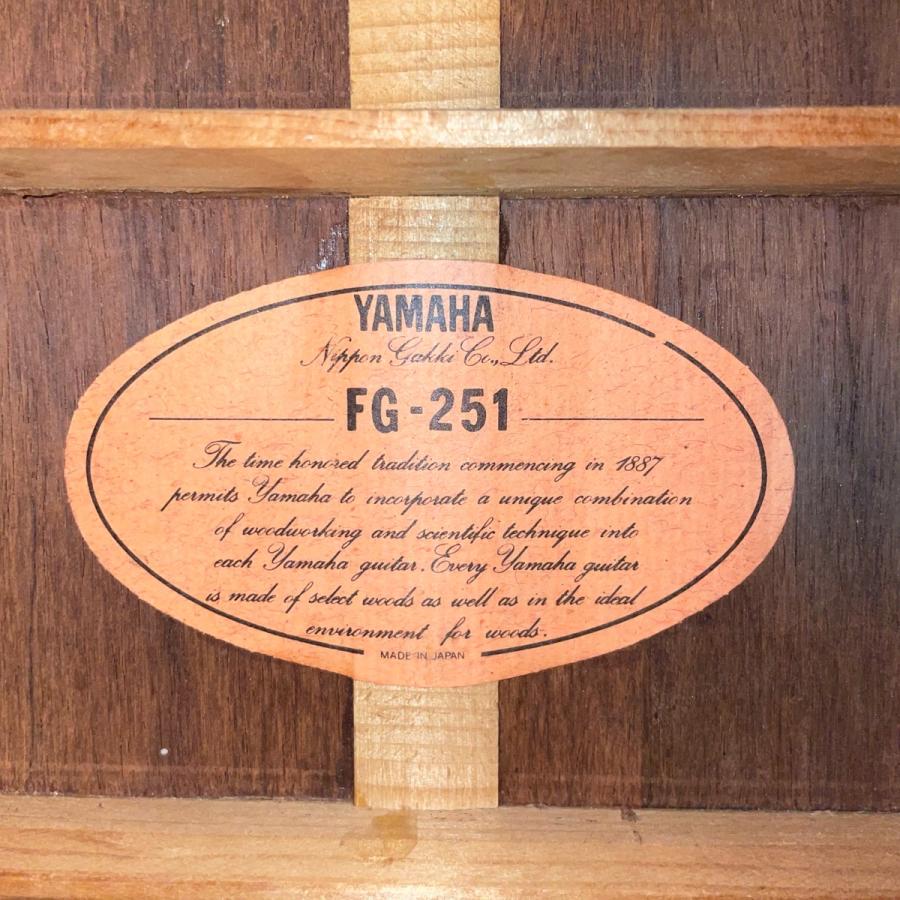 YAMAHA
Nippon Gakki Co., Ltd.
FG-251
The time honored tradition commencing in 1887
permits Yamaha to incorporate a unique combination
of woodworking and scientific technique into
each Yamaha guitar. Every Yamaha guitar
is made of select woods as well as in the ideal
environment for woods.
MADE IN JAPAN